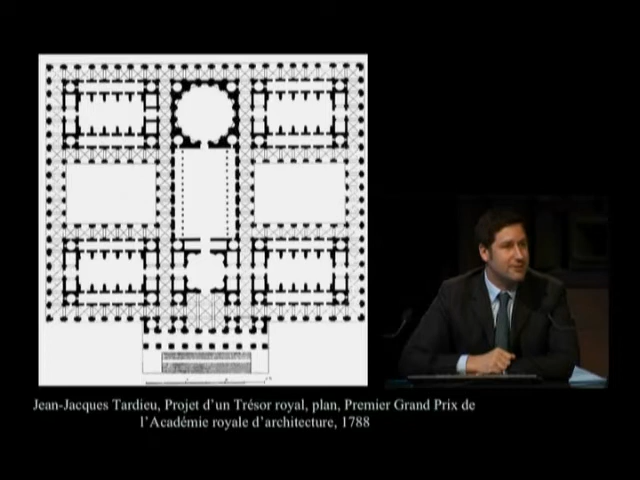 Jean-Jacques Tardieu, Projet d'un Trésor royal, plan, Premier Grand Prix de
l'Académie royale d'architecture, 1788